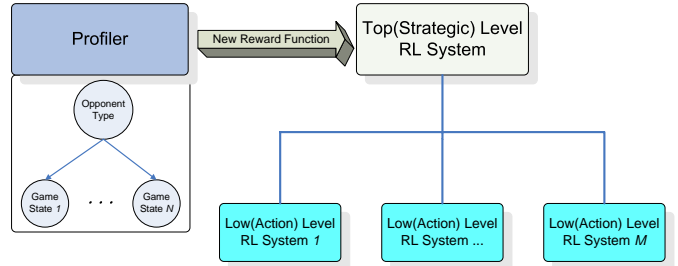 Profiler
New Reward Function
Top(Strategic) Level
RL System
Opponent
Type
Game
State 1
. . .
Game
State N
Low(Action) Level
RL System 1
Low(Action) Level
RL System ...
Low(Action) Level
RL System M